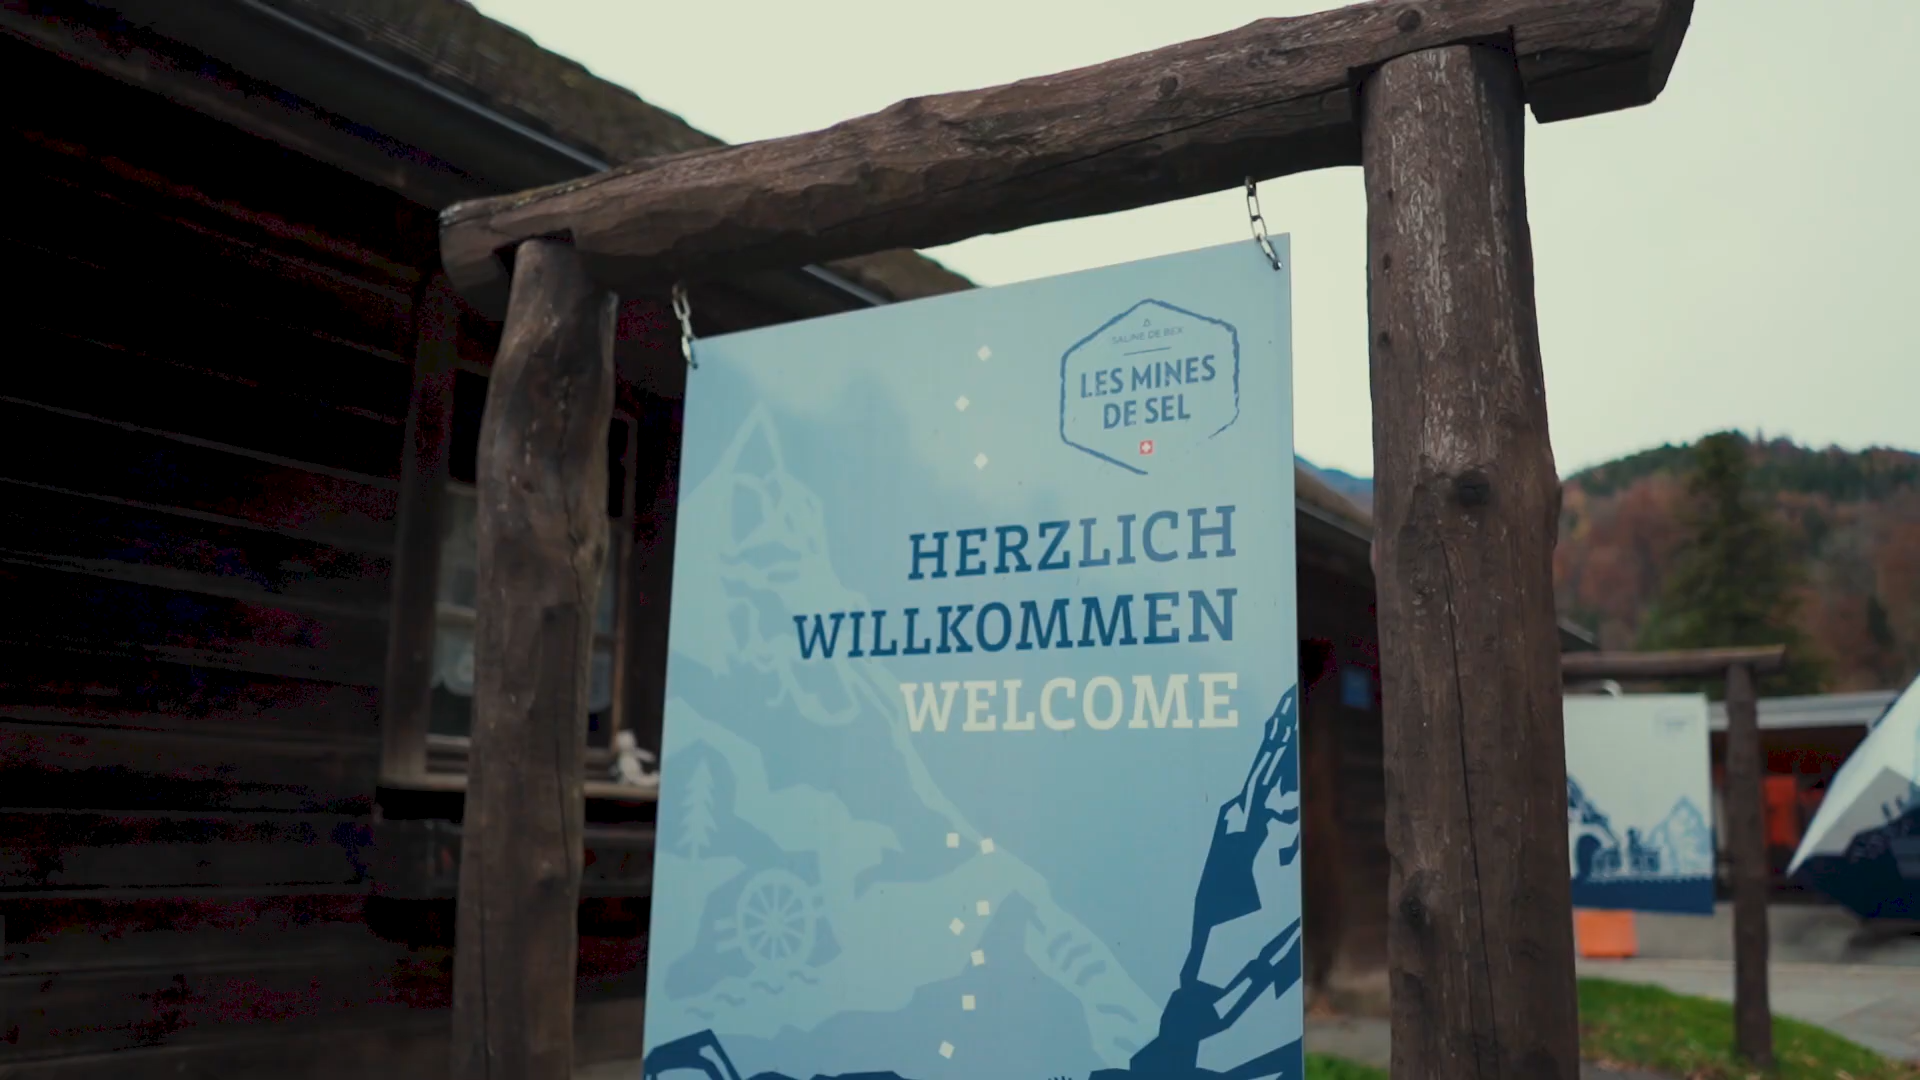 SALINE DE BEX
LES MINES
DE SEL
HERZLICH
WILLKOMMEN
WELCOME